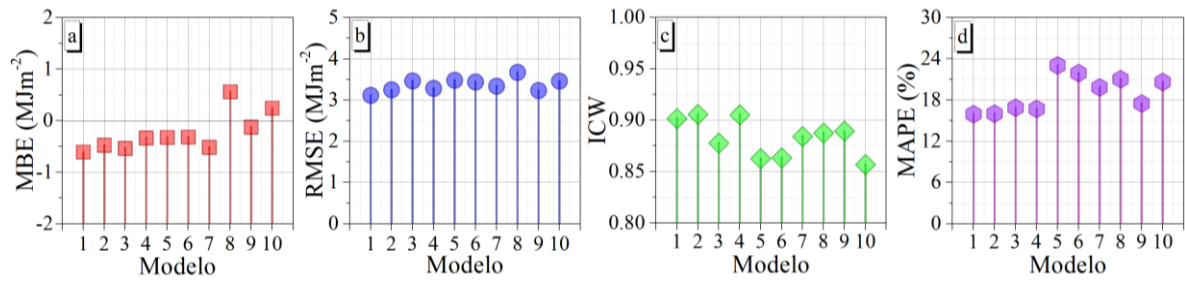 a
MBE (MJm⁻²)
2
1
0
-1
-2
1 2 3 4 5 6 7 8 9 10
Modelo
b
RMSE (MJm⁻²)
5
4
3
2
1
0
1 2 3 4 5 6 7 8 9 10
Modelo
c
ICW
1.00
0.95
0.90
0.85
0.80
1 2 3 4 5 6 7 8 9 10
Modelo
d
MAPE (%)
30
24
18
12
6
0
1 2 3 4 5 6 7 8 9 10
Modelo